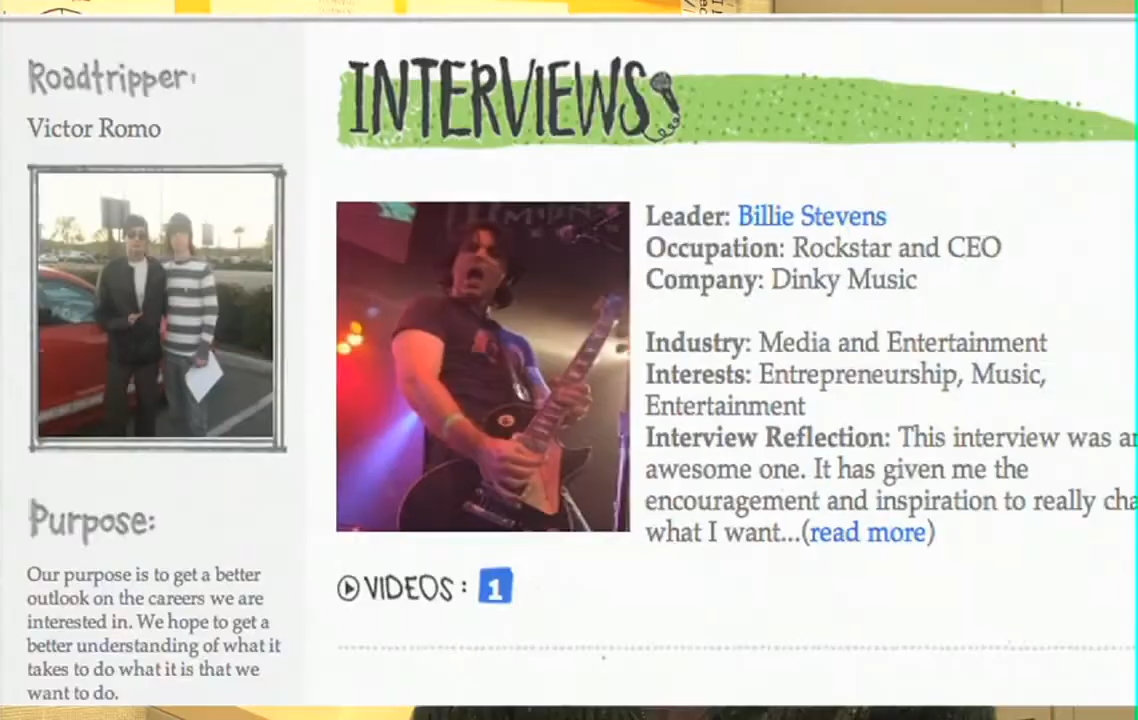 Roadtripper:
Victor Romo
Purpose:
Our purpose is to get a better
outlook on the careers we are
interested in. We hope to get a
better understanding of what it
takes to do what it is that we
want to do.
INTERVIEWS
Leader: Billie Stevens
Occupation: Rockstar and CEO
Company: Dinky Music
Industry: Media and Entertainment
Interests: Entrepreneurship, Music,
Entertainment
Interview Reflection: This interview was an
awesome one. It has given me the
encouragement and inspiration to really cha
what I want...(read more)
VIDEOS: 1